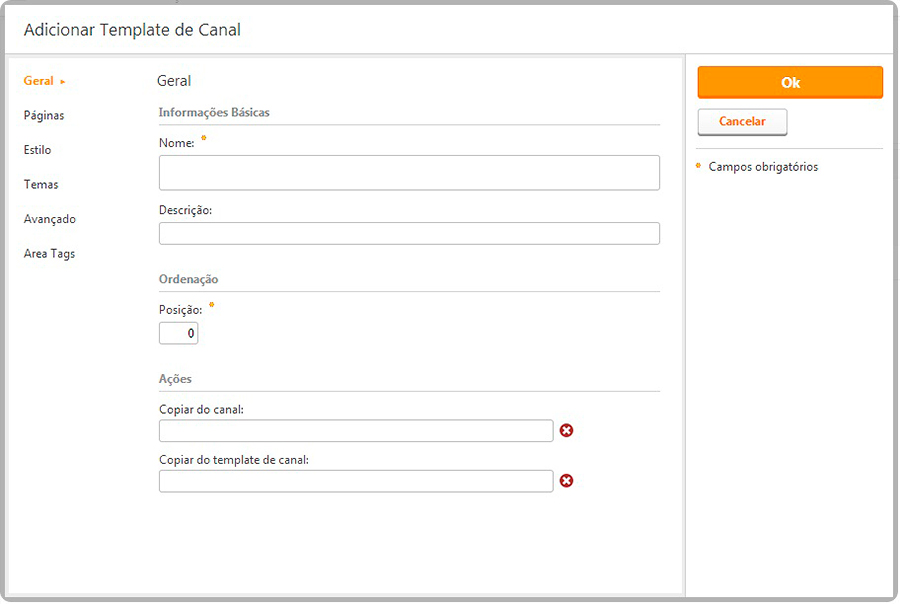 Adicionar Template de Canal
Geral ▸
Páginas
Estilo
Temas
Avançado
Area Tags
Geral
Informações Básicas
Nome: *
Descrição:
Ordenação
Posição: *
0
Ações
Copiar do canal:
Copiar do template de canal:
Ok
Cancelar
* Campos obrigatórios